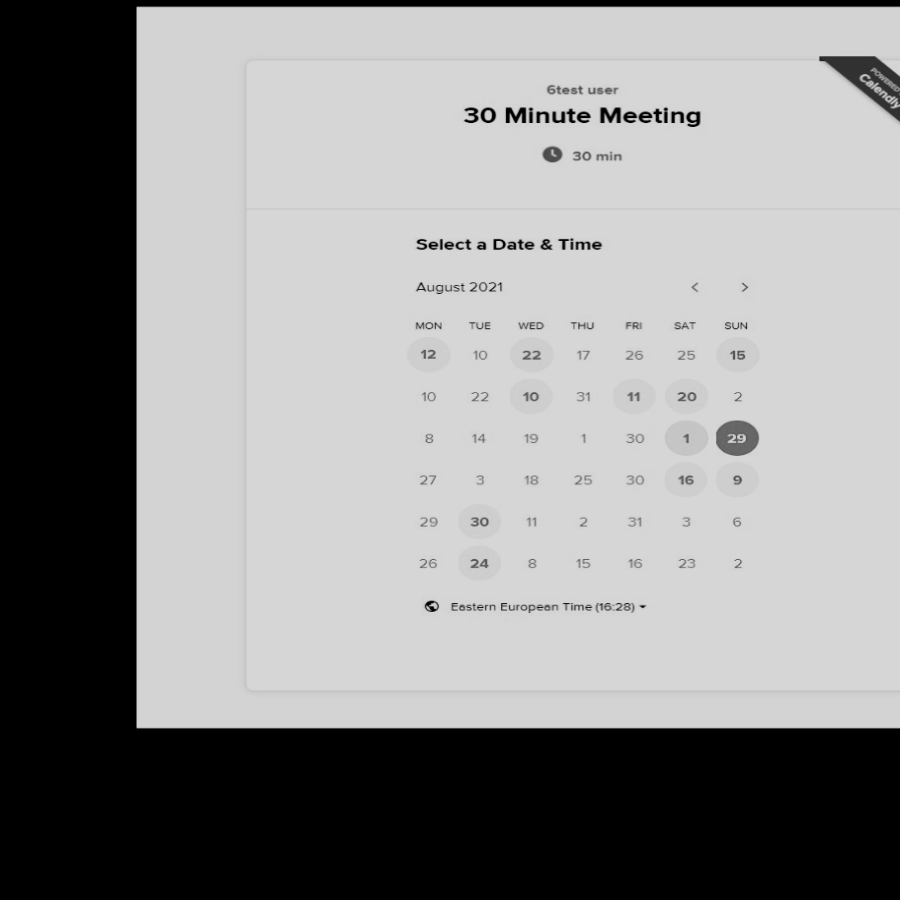 POWERED
Calendly
6test user
30 Minute Meeting
30 min
Select a Date & Time
August 2021
MON TUE WED THU FRI SAT SUN
12 10 22 17 26 25 15
10 22 10 31 11 20 2
8 14 19 1 30 1 29
27 3 18 25 30 16 9
29 30 11 2 31 3 6
26 24 8 15 16 23 2
Eastern European Time (16:28)